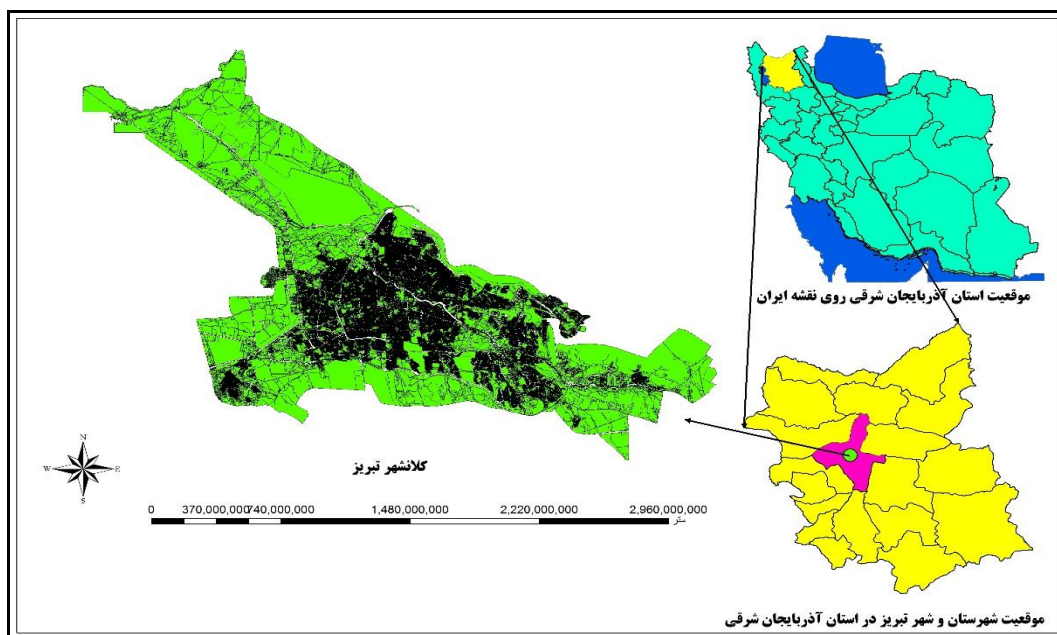 موقعیت استان آذربایجان شرقی روی نقشه ایران
کلانشهر تبریز
N
W E
S
0 370,000,000 740,000,000 1,480,000,000 2,220,000,000 2,960,000,000
متر
موقعیت شهرستان و شهر تبریز در استان آذربایجان شرقی